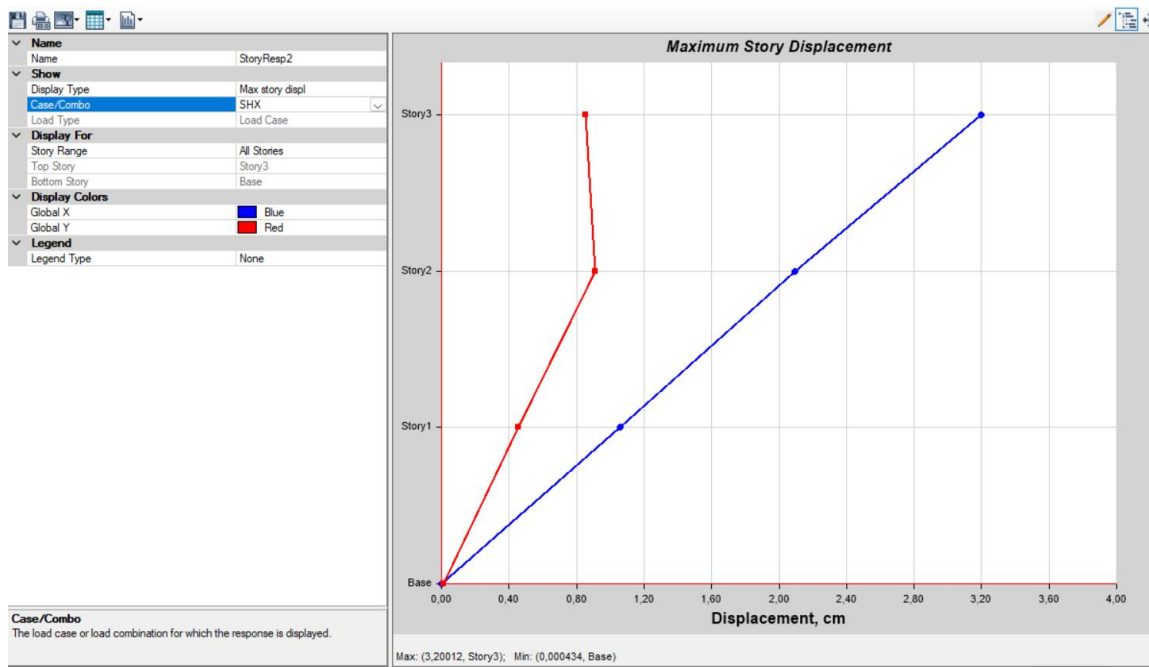 Name
Name StoryResp2
Show
Display Type Max story displ
Case/Combo SHX
Load Type Load Case
Display For
Story Range All Stories
Top Story Story3
Bottom Story Base
Display Colors
Global X Blue
Global Y Red
Legend
Legend Type None
Case/Combo
The load case or load combination for which the response is displayed.
Maximum Story Displacement
Story3
Story2
Story1
Base
0,00 0,40 0,80 1,20 1,60 2,00 2,40 2,80 3,20 3,60 4,00
Displacement, cm
Max: (3,20012, Story3); Min: (0,000434, Base)